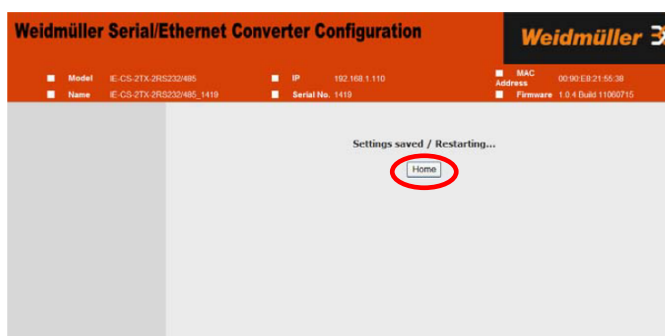 Weidmüller Serial/Ethernet Converter Configuration
Weidmüller
Model IE-CS-2TX-2RS232/485 IP 192.168.1.110 MAC Address 00:90:E8:21:55:38
Name IE-CS-2TX-2RS232/485_1419 Serial No. 1419 Firmware 1.0.4 Build 11060715
Settings saved / Restarting...
Home